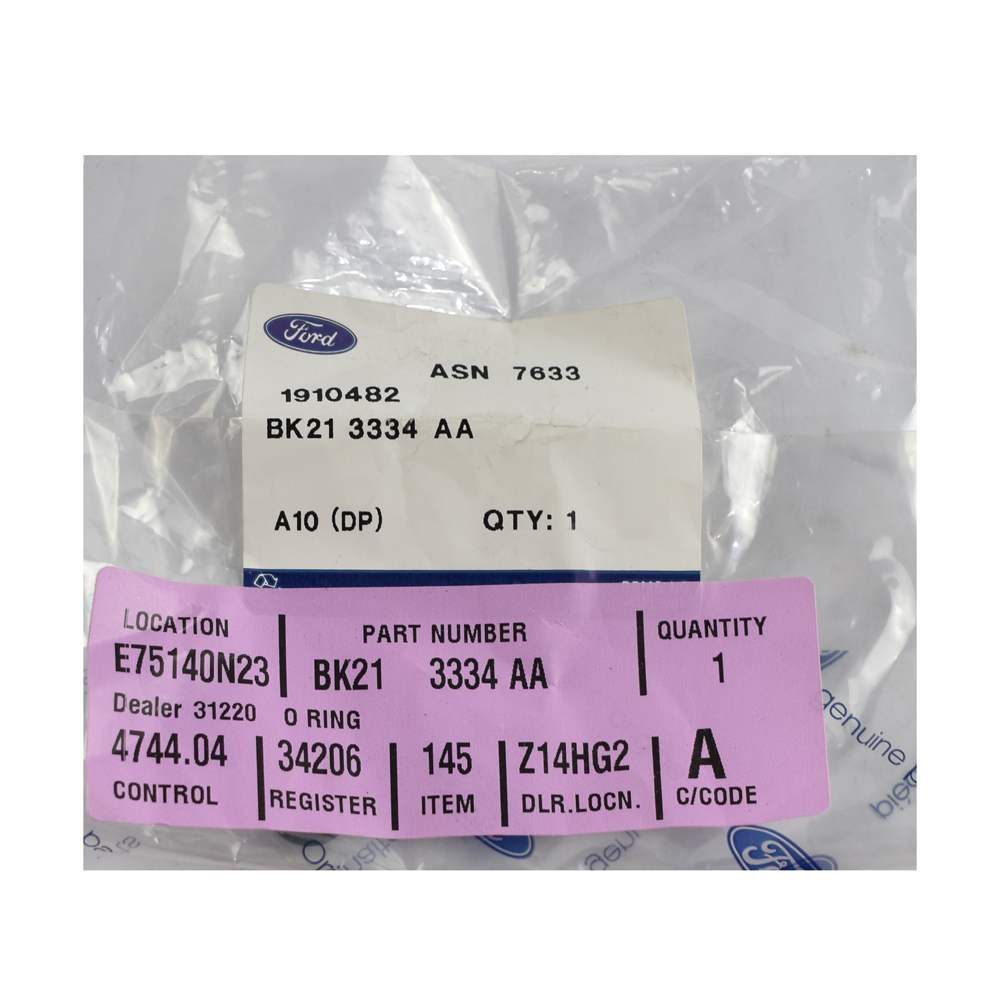 Ford
ASN 7633
1910482
BK21 3334 AA
A10 (DP)
QTY: 1
LOCATION
PART NUMBER
QUANTITY
E75140N23
BK21 3334 AA
1
Dealer 31220 O RING
4744.04
34206
145
Z14HG2
A
CONTROL
REGISTER
ITEM
DLR.LOCN.
C/CODE
genuine